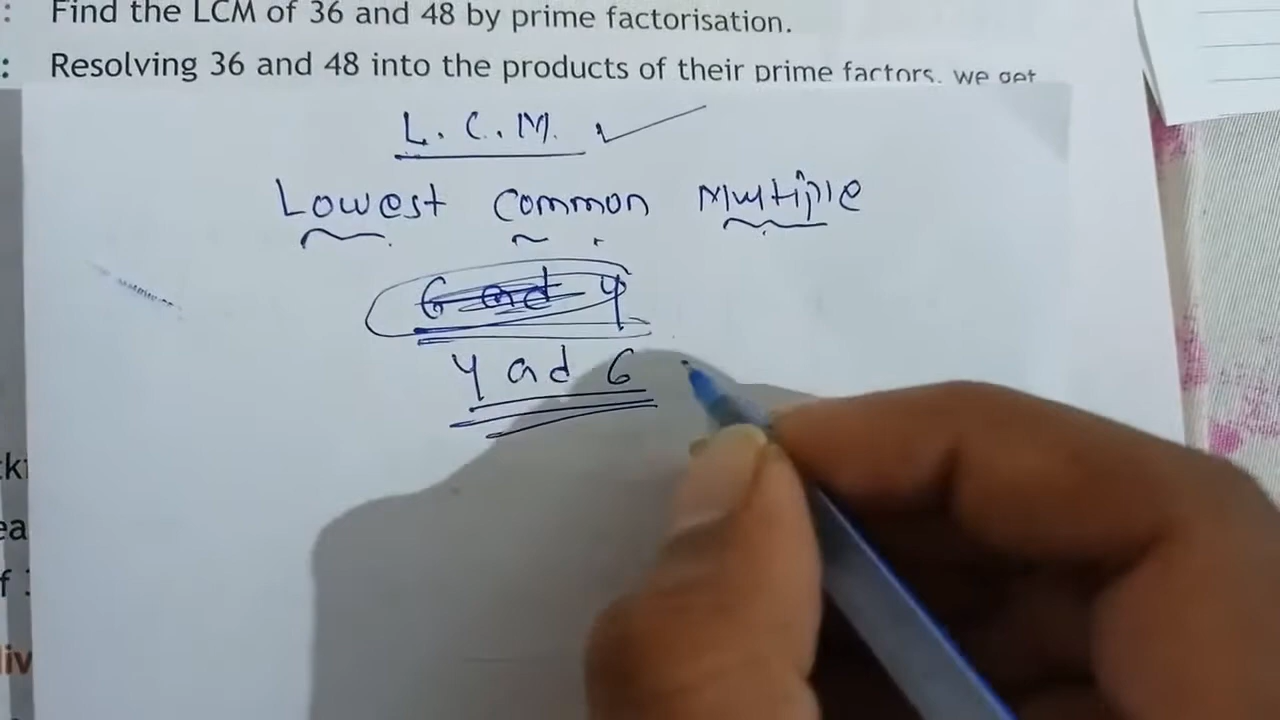 : Find the LCM of 36 and 48 by prime factorisation.
: Resolving 36 and 48 into the products of their prime factors, we get
L.C.M.
Lowest Common Multiple
6 and 4
4 ad 6